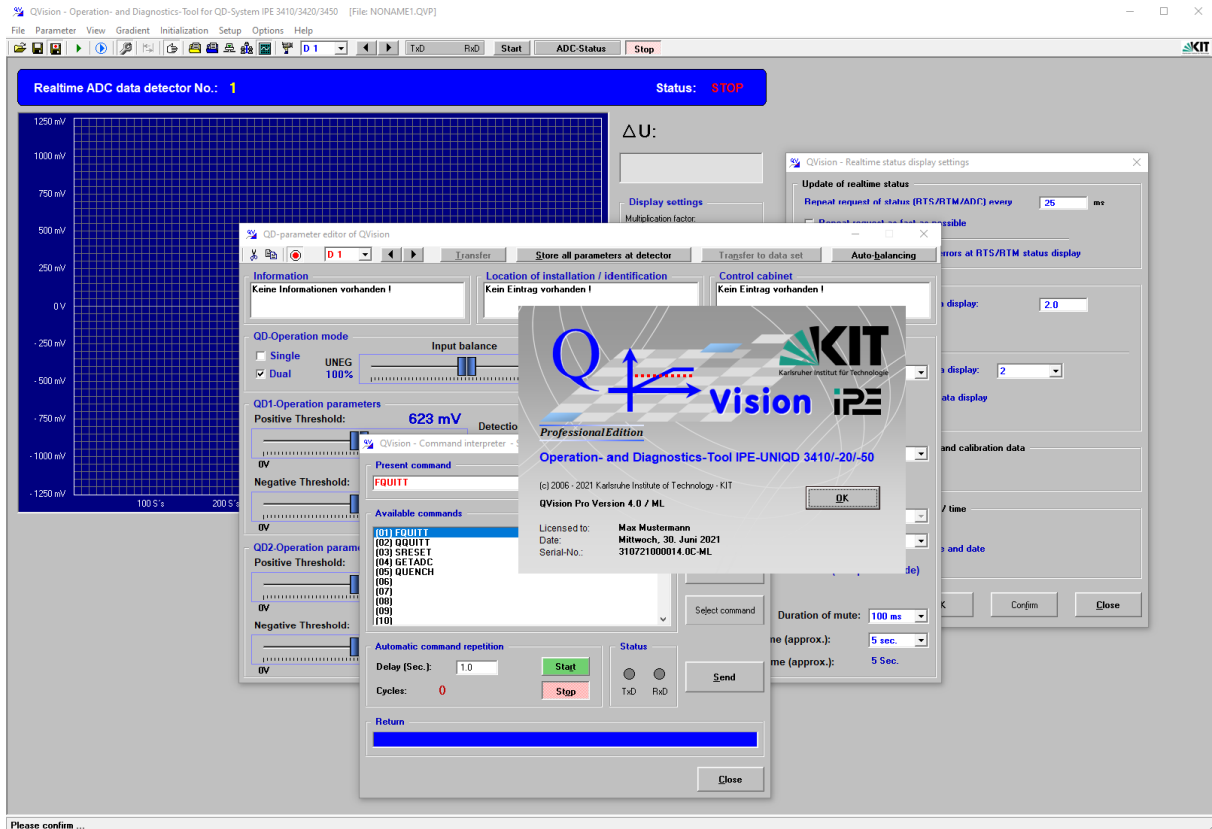 QVision - Operation- and Diagnostics-Tool for QD-System IPE 3410/3420/3450 [File: NONAME1.QVP]
File Parameter View Gradient Initialization Setup Options Help
D 1 TxD RxD Start ADC-Status Stop
KIT
Realtime ADC data detector No.: 1 Status: STOP
1250 mV
1000 mV
750 mV
500 mV
250 mV
0 V
- 250 mV
- 500 mV
- 750 mV
- 1000 mV
- 1250 mV
100 S´s 200 S´s
ΔU:
Display settings
Multiplication factor:
QVision - Realtime status display settings
Update of realtime status
Repeat request of status (RTS/RTM/ADC) every 25 ms
Repeat request as fast as possible
errors at RTS/RTM status display
display: 2.0
display: 2
data display
and calibration data
/ time
and date
Confirm Close
QD-parameter editor of QVision
D 1 Transfer Store all parameters at detector Transfer to data set Auto-balancing
Information
Keine Informationen vorhanden !
Location of installation / identification
Kein Eintrag vorhanden !
Control cabinet
Kein Eintrag vorhanden !
QD-Operation mode
Single
Dual
UNEG
100%
Input balance
QD1-Operation parameters
Positive Threshold: 623 mV
0V
Negative Threshold:
0V
QD2-Operation
Positive Threshold:
0V
Negative Threshold:
0V
Duration of mute: 100 ms
(approx.): 5 sec.
(approx.): 5 Sec.
QVision - Command interpreter -
Present command
FQUITT
Available commands
(01) FQUITT
(02) QQUITT
(03) SRESET
(04) GETADC
(05) QUENCH
(06)
(07)
(08)
(09)
(10)
Select command
Automatic command repetition
Delay (Sec.): 1.0 Start
Cycles: 0 Stop
Status
TxD RxD
Send
Return
Close
Q
Vision
KIT
Karlsruher Institut für Technologie
iPE
ProfessionalEdition
Operation- and Diagnostics-Tool IPE-UNIQD 3410/-20/-50
(c) 2006 - 2021 Karlsruhe Institute of Technology - KIT
QVision Pro Version 4.0 / ML
OK
Licensed to: Max Mustermann
Date: Mittwoch, 30. Juni 2021
Serial-No.: 310721000014.0C-ML
Please confirm ...